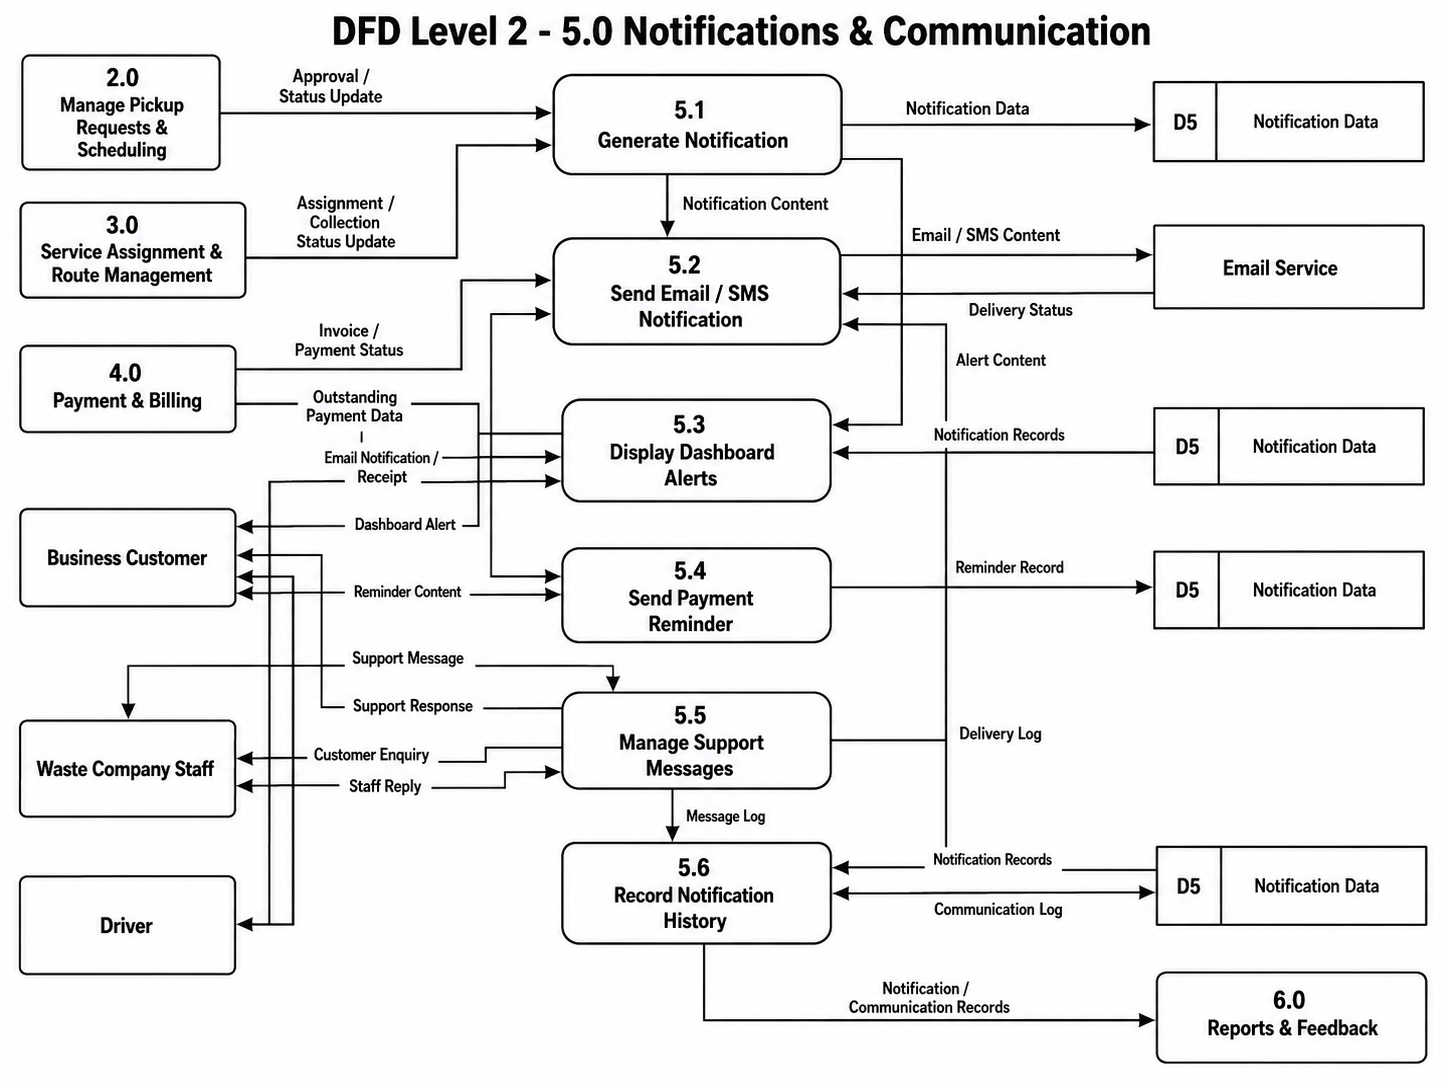 DFD Level 2 - 5.0 Notifications & Communication
2.0
Manage Pickup
Requests &
Scheduling
Approval /
Status Update
5.1
Generate Notification
Notification Data
D5
Notification Data
3.0
Service Assignment &
Route Management
Assignment /
Collection
Status Update
Notification Content
5.2
Send Email / SMS
Notification
Email / SMS Content
Email Service
Delivery Status
4.0
Payment & Billing
Invoice /
Payment Status
Alert Content
Outstanding
Payment Data
Email Notification /
Receipt
5.3
Display Dashboard
Alerts
Notification Records
D5
Notification Data
Business Customer
Dashboard Alert
Reminder Content
5.4
Send Payment
Reminder
Reminder Record
D5
Notification Data
Support Message
Support Response
Waste Company Staff
Customer Enquiry
Staff Reply
5.5
Manage Support
Messages
Delivery Log
Message Log
Driver
5.6
Record Notification
History
Notification Records
Communication Log
D5
Notification Data
Notification /
Communication Records
6.0
Reports & Feedback